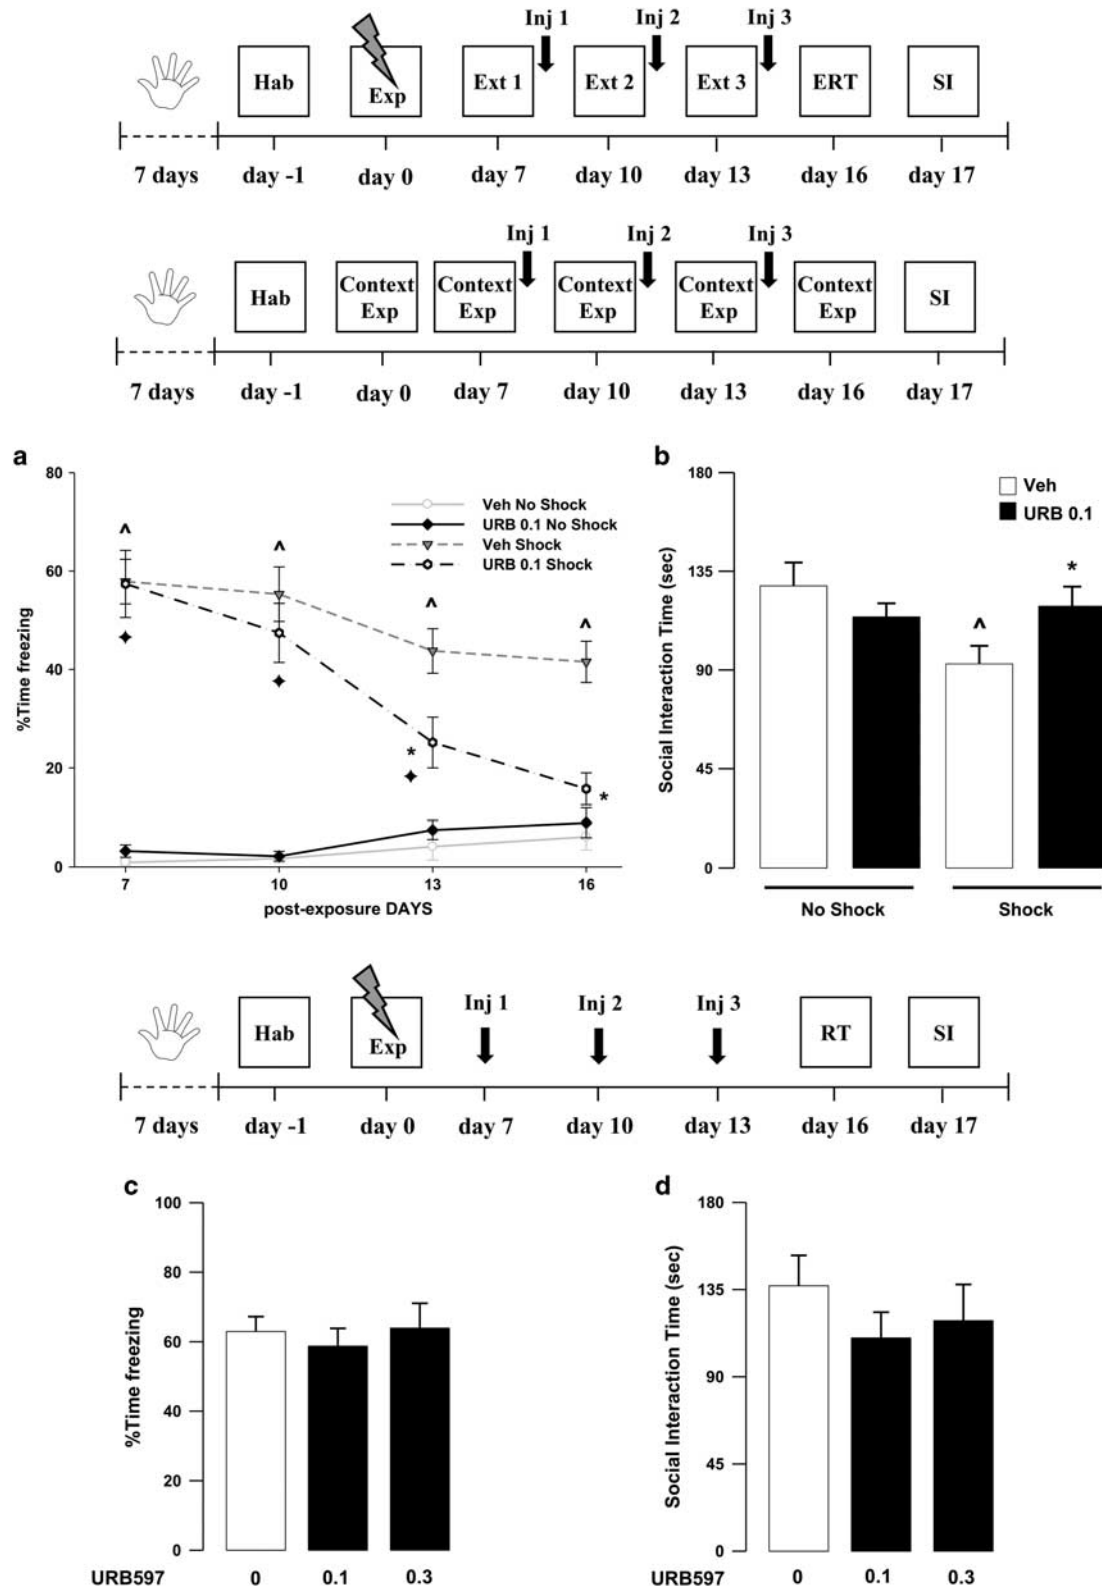 Inj 1 Inj 2 Inj 3
Hab Exp Ext 1 Ext 2 Ext 3 ERT SI
7 days day -1 day 0 day 7 day 10 day 13 day 16 day 17
Inj 1 Inj 2 Inj 3
Hab Context Exp Context Exp Context Exp Context Exp Context Exp SI
7 days day -1 day 0 day 7 day 10 day 13 day 16 day 17
a
80
60
40
20
0
%Time freezing
Veh No Shock
URB 0.1 No Shock
Veh Shock
URB 0.1 Shock
^ ^ ^ ^
* *
7 10 13 16
post-exposure DAYS
b
180
135
90
45
0
Social Interaction Time (sec)
Veh
URB 0.1
^ *
No Shock Shock
Inj 1 Inj 2 Inj 3
Hab Exp RT SI
7 days day -1 day 0 day 7 day 10 day 13 day 16 day 17
c
100
80
60
40
20
0
%Time freezing
URB597 0 0.1 0.3
d
180
135
90
45
0
Social Interaction Time (sec)
URB597 0 0.1 0.3